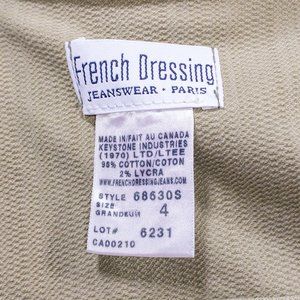 French Dressing
JEANSWEAR • PARIS
MADE IN/FAIT AU CANADA
KEYSTONE INDUSTRIES
(1970) LTD/LTEE
98% COTTON/COTON
2% LYCRA
WWW.FRENCHDRESSINGJEANS.COM
STYLE 68630S
SIZE
GRANDEUR 4
LOT# 6231
CA00210